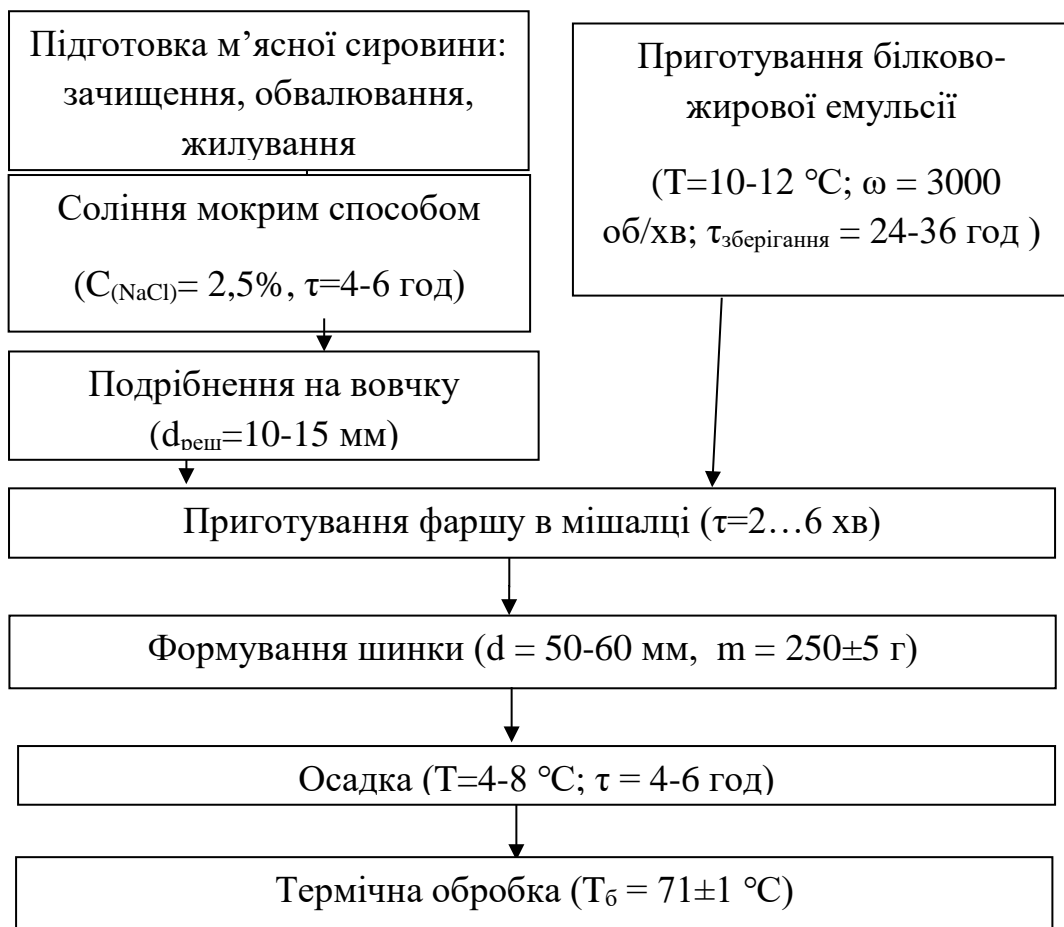 Підготовка м’ясної сировини:
зачищення, обвалювання,
жилування
Соління мокрим способом
(C(NaCl)= 2,5%, τ=4-6 год)
Подрібнення на вовчку
(dреш=10-15 мм)
Приготування білково-
жирової емульсії
(Т=10-12 °С; ω = 3000
об/хв; τзберігання = 24-36 год )
Приготування фаршу в мішалці (τ=2…6 хв)
Формування шинки (d = 50-60 мм, m = 250±5 г)
Осадка (Т=4-8 °С; τ = 4-6 год)
Термічна обробка (Тб = 71±1 °С)